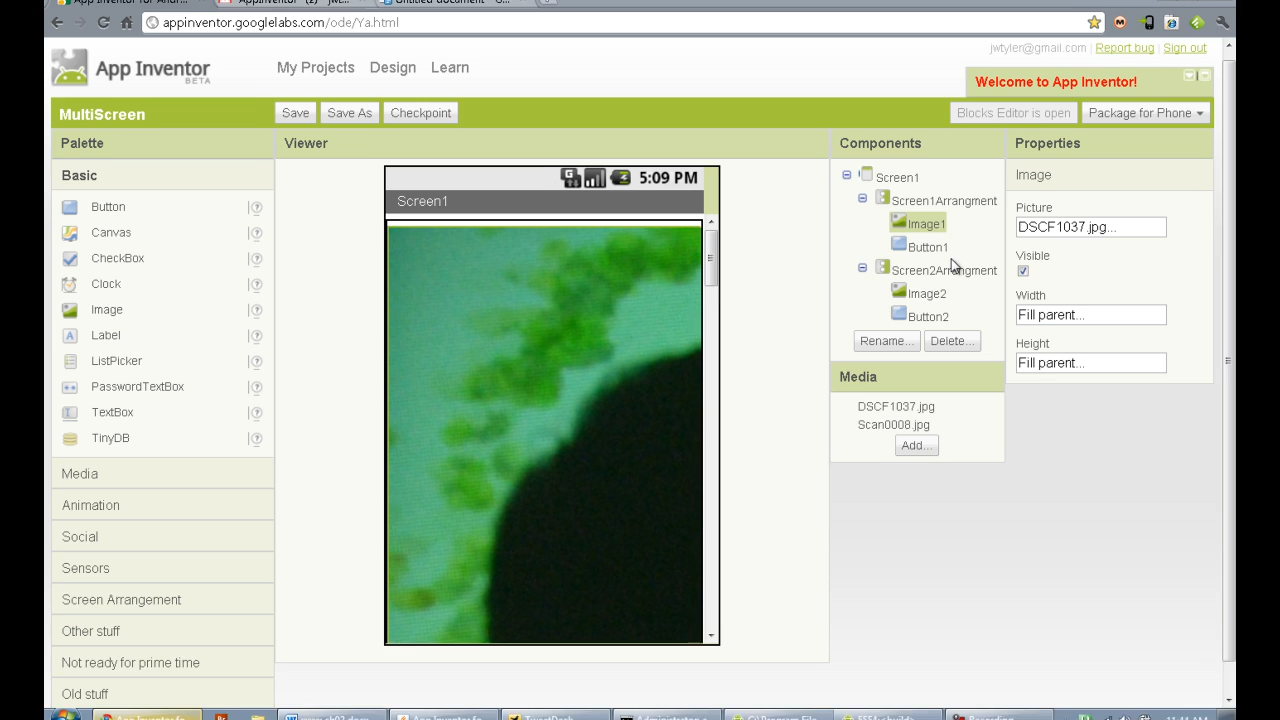 appinventor.googlelabs.com/ode/Ya.html
jwtyler@gmail.com | Report bug | Sign out
App Inventor
BETA
My Projects Design Learn
Welcome to App Inventor!
MultiScreen
Save Save As Checkpoint
Blocks Editor is open Package for Phone
Palette
Basic
Button
Canvas
CheckBox
Clock
Image
Label
ListPicker
PasswordTextBox
TextBox
TinyDB
Media
Animation
Social
Sensors
Screen Arrangement
Other stuff
Not ready for prime time
Old stuff
Viewer
5:09 PM
Screen1
Components
Screen1
Screen1Arrangment
Image1
Button1
Screen2Arrangment
Image2
Button2
Rename... Delete...
Media
DSCF1037.jpg
Scan0008.jpg
Add...
Properties
Image
Picture
DSCF1037.jpg...
Visible
Width
Fill parent...
Height
Fill parent...